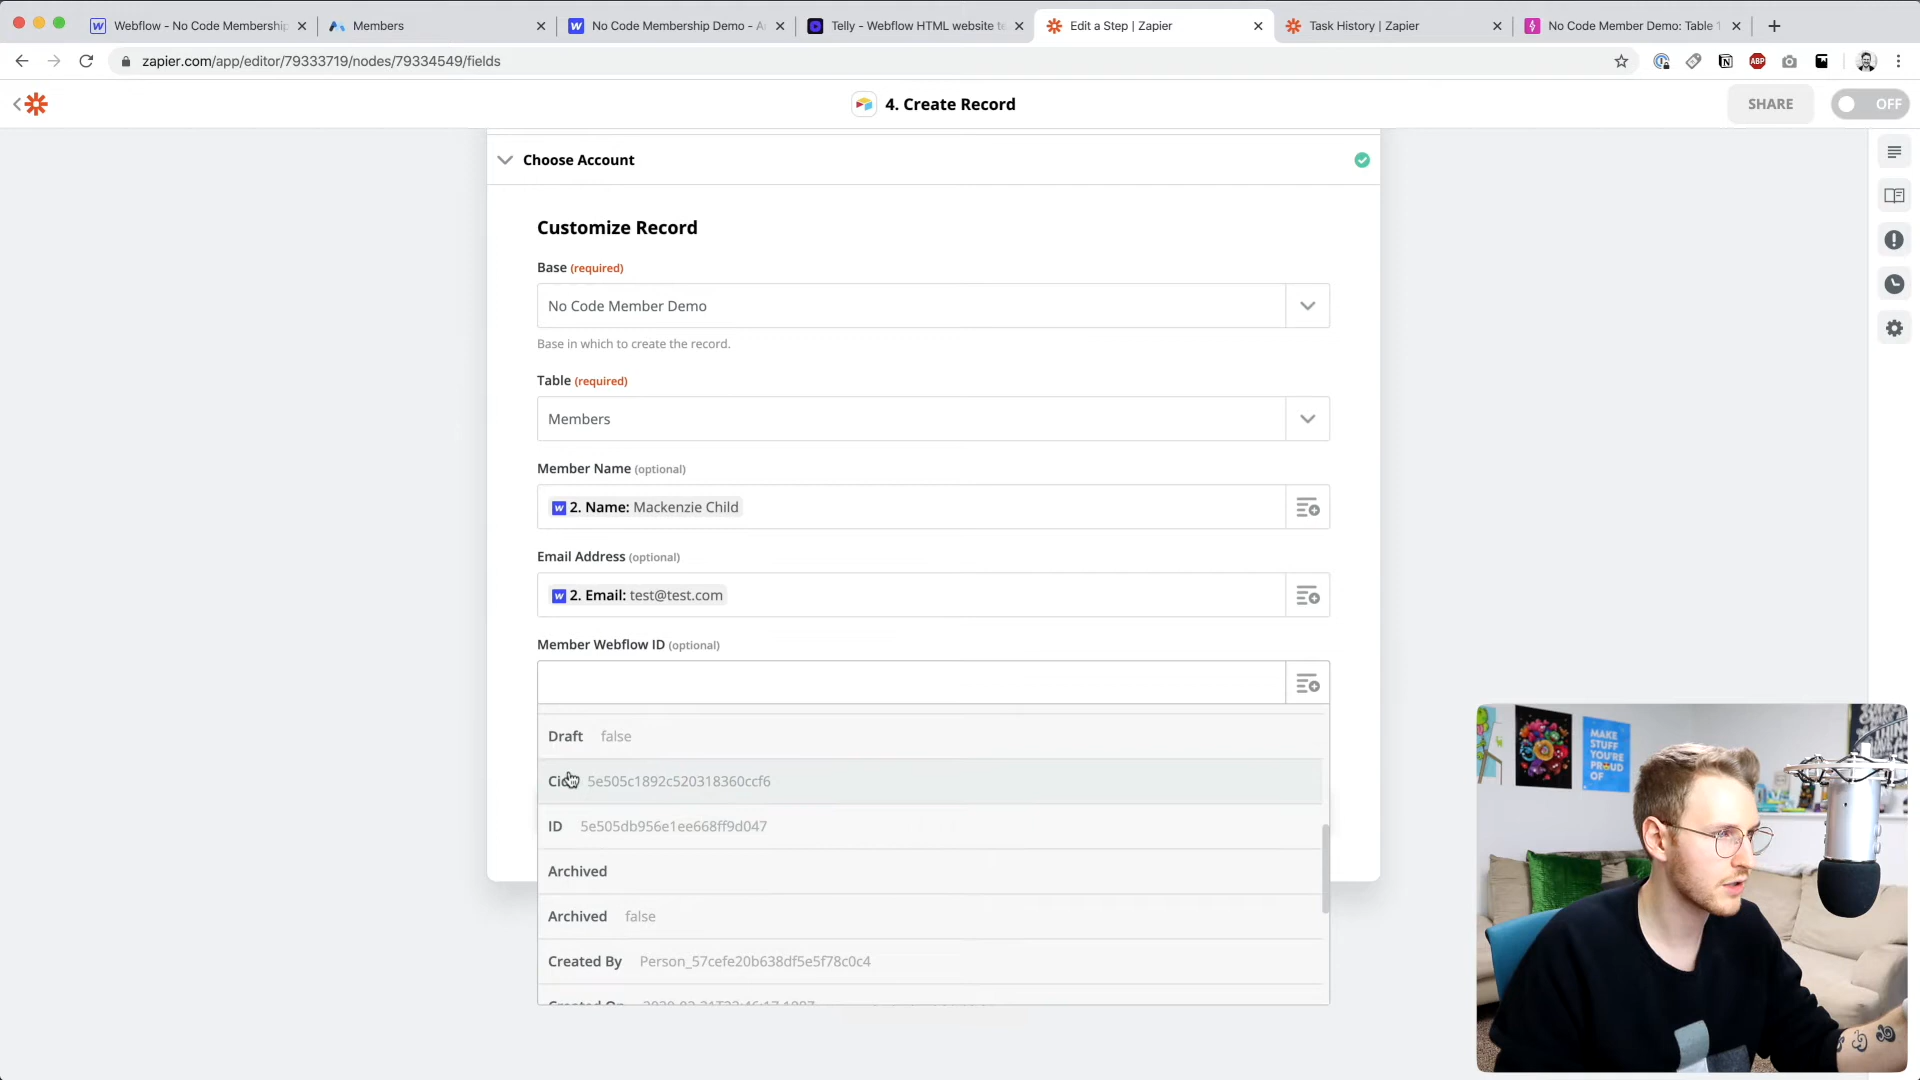 Webflow - No Code Membership
Members
No Code Membership Demo - A
Telly - Webflow HTML website te
Edit a Step | Zapier
Task History | Zapier
No Code Member Demo: Table 1
zapier.com/app/editor/79333719/nodes/79334549/fields
ABP
4. Create Record
SHARE
OFF
Choose Account
Customize Record
Base (required)
No Code Member Demo
Base in which to create the record.
Table (required)
Members
Member Name (optional)
2. Name: Mackenzie Child
Email Address (optional)
2. Email: test@test.com
Member Webflow ID (optional)
Draft false
5e505c1892c520318360ccf6
ID 5e505db956e1ee668ff9d047
Archived
Archived false
Created By Person_57cefe20b638df5e5f78c0c4
MAKE
STUFF
YOU'RE
PROUD
OF